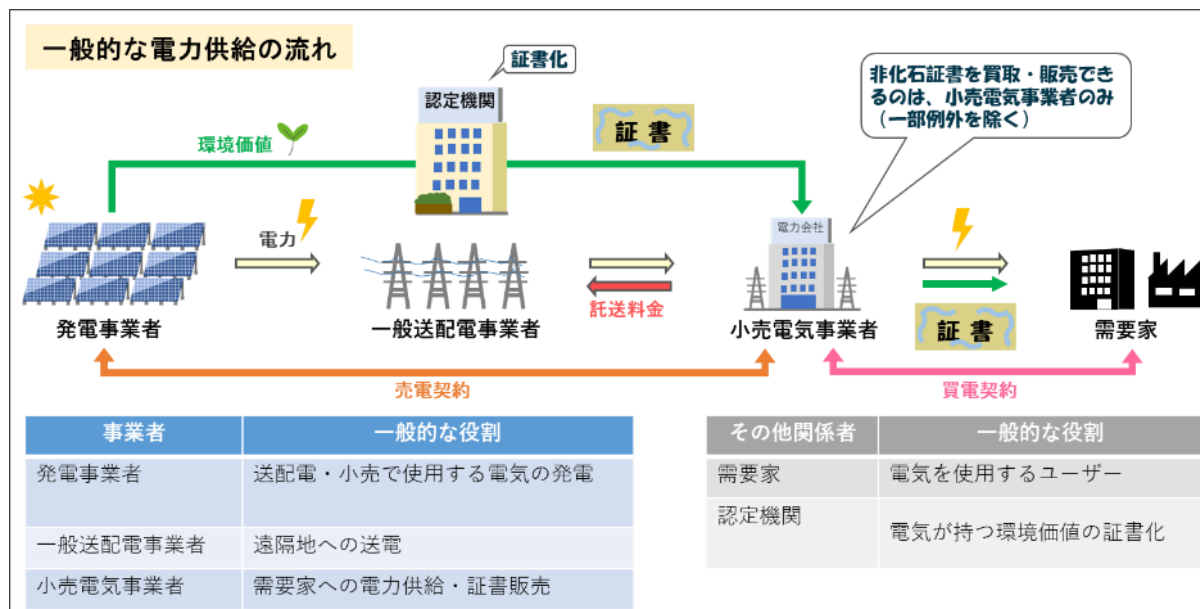 一般的な電力供給の流れ
証書化
認定機関
非化石証書を買取・販売でき
るのは、小売電気事業者のみ
（一部例外を除く）
環境価値
証書
電力
電力会社
託送料金
発電事業者
一般送配電事業者
小売電気事業者
証書
需要家
売電契約
買電契約
事業者 一般的な役割
発電事業者 送配電・小売で使用する電気の発電
一般送配電事業者 遠隔地への送電
小売電気事業者 需要家への電力供給・証書販売
その他関係者 一般的な役割
需要家 電気を使用するユーザー
認定機関 電気が持つ環境価値の証書化